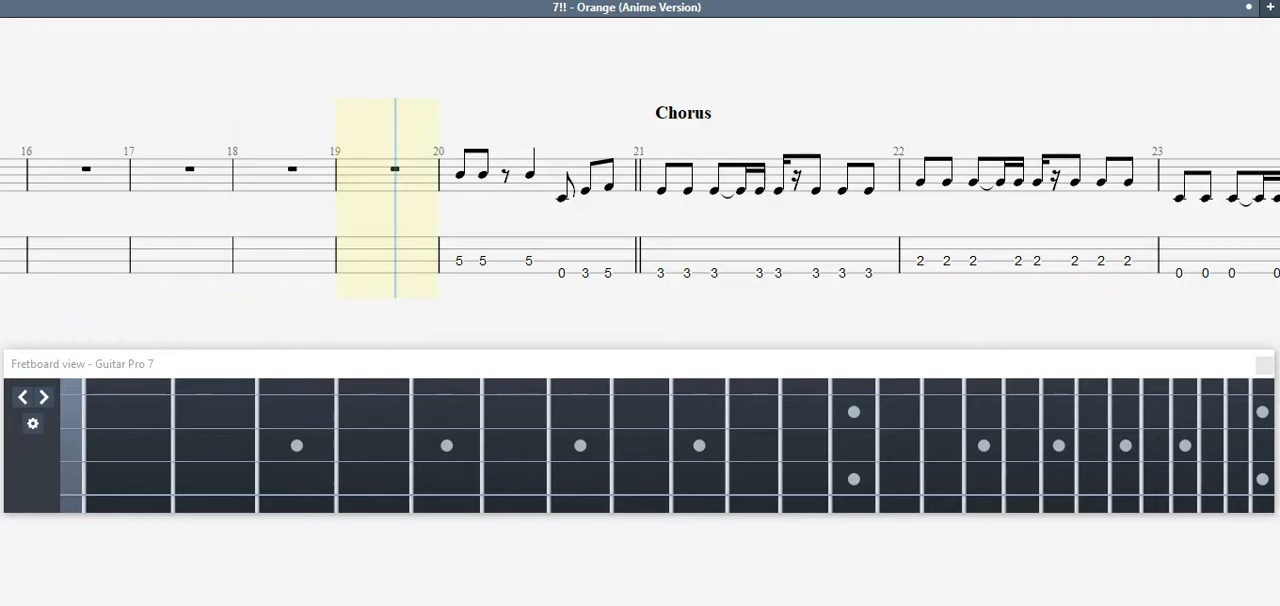 7!! - Orange (Anime Version)
Chorus
16 17 18 19 20 21 22 23
5 5 5 2 2 2 2 2 2 2 2
0 3 5 3 3 3 3 3 3 3 3 0 0 0 0
Fretboard view - Guitar Pro 7